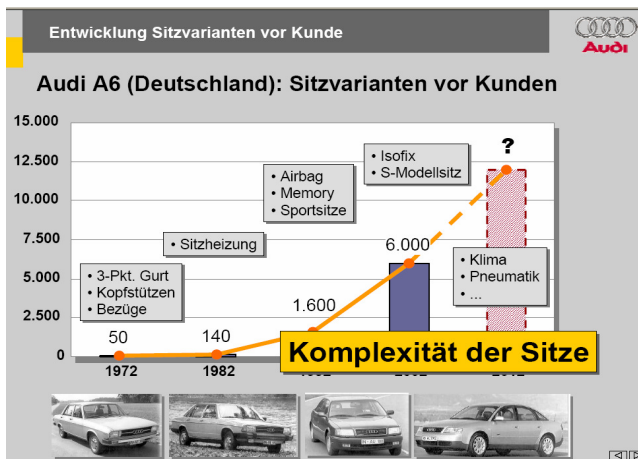 Entwicklung Sitzvarianten vor Kunde
Audi
Audi A6 (Deutschland): Sitzvarianten vor Kunden
15.000
12.500
10.000
7.500
5.000
2.500
0
?
• Isofix
• S-Modellsitz
• Airbag
• Memory
• Sportsitze
• Sitzheizung
6.000
• Klima
• Pneumatik
• ...
• 3-Pkt. Gurt
• Kopfstützen
• Bezüge
1.600
50
140
Komplexität der Sitze
1972
1982